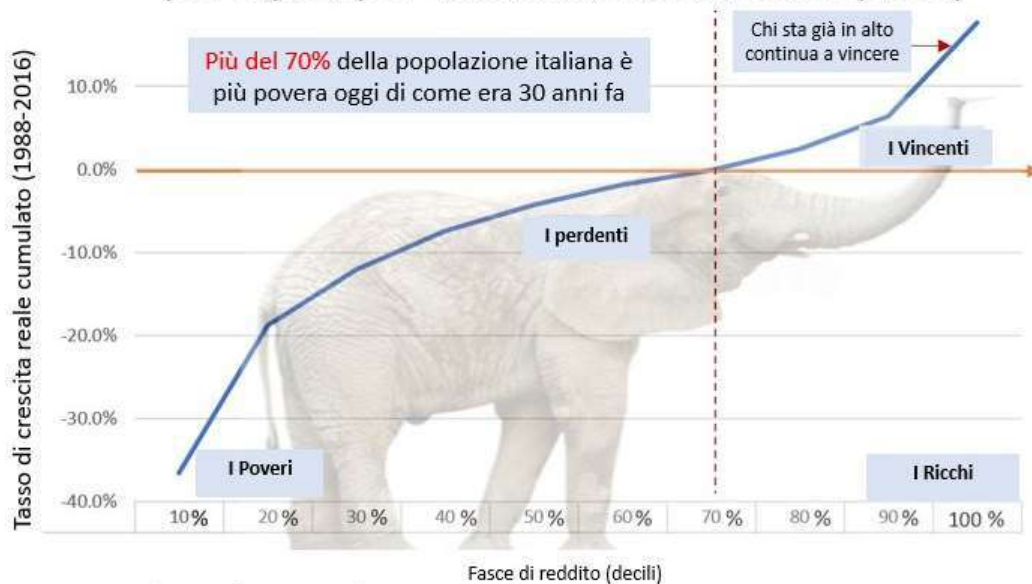 Chi sta già in alto
continua a vincere
Più del 70% della popolazione italiana è
più povera oggi di come era 30 anni fa
Tasso di crescita reale cumulato (1988-2016)
10.0%
0.0%
-10.0%
-20.0%
-30.0%
-40.0%
I Vincenti
I perdenti
I Poveri
I Ricchi
10 % 20 % 30 % 40 % 50 % 60 % 70 % 80 % 90 % 100 %
Fasce di reddito (decili)